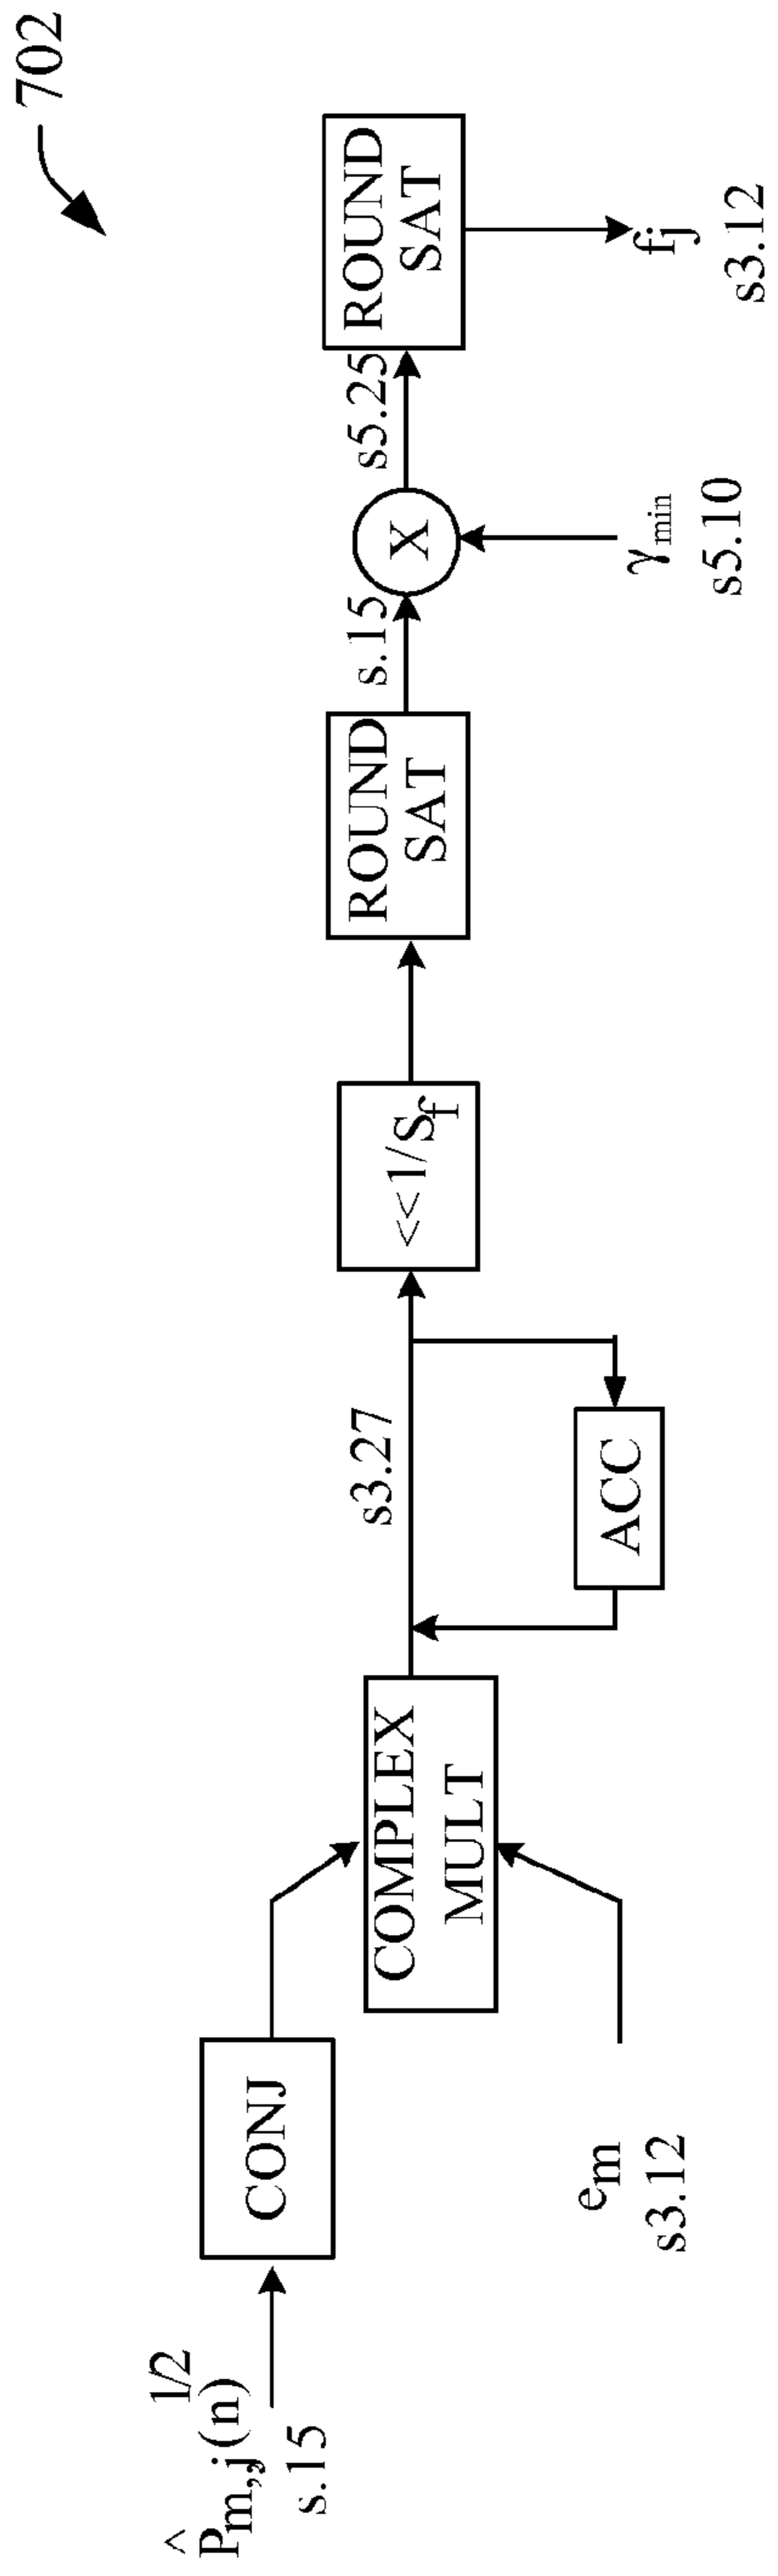 702
P̂m,j(n)^1/2
s.15
CONJ
em
s3.12
COMPLEX
MULT
s3.27
ACC
<<1/Sf
ROUND
SAT
s.15
X
γmin
s5.10
s5.25
ROUND
SAT
fj
s3.12